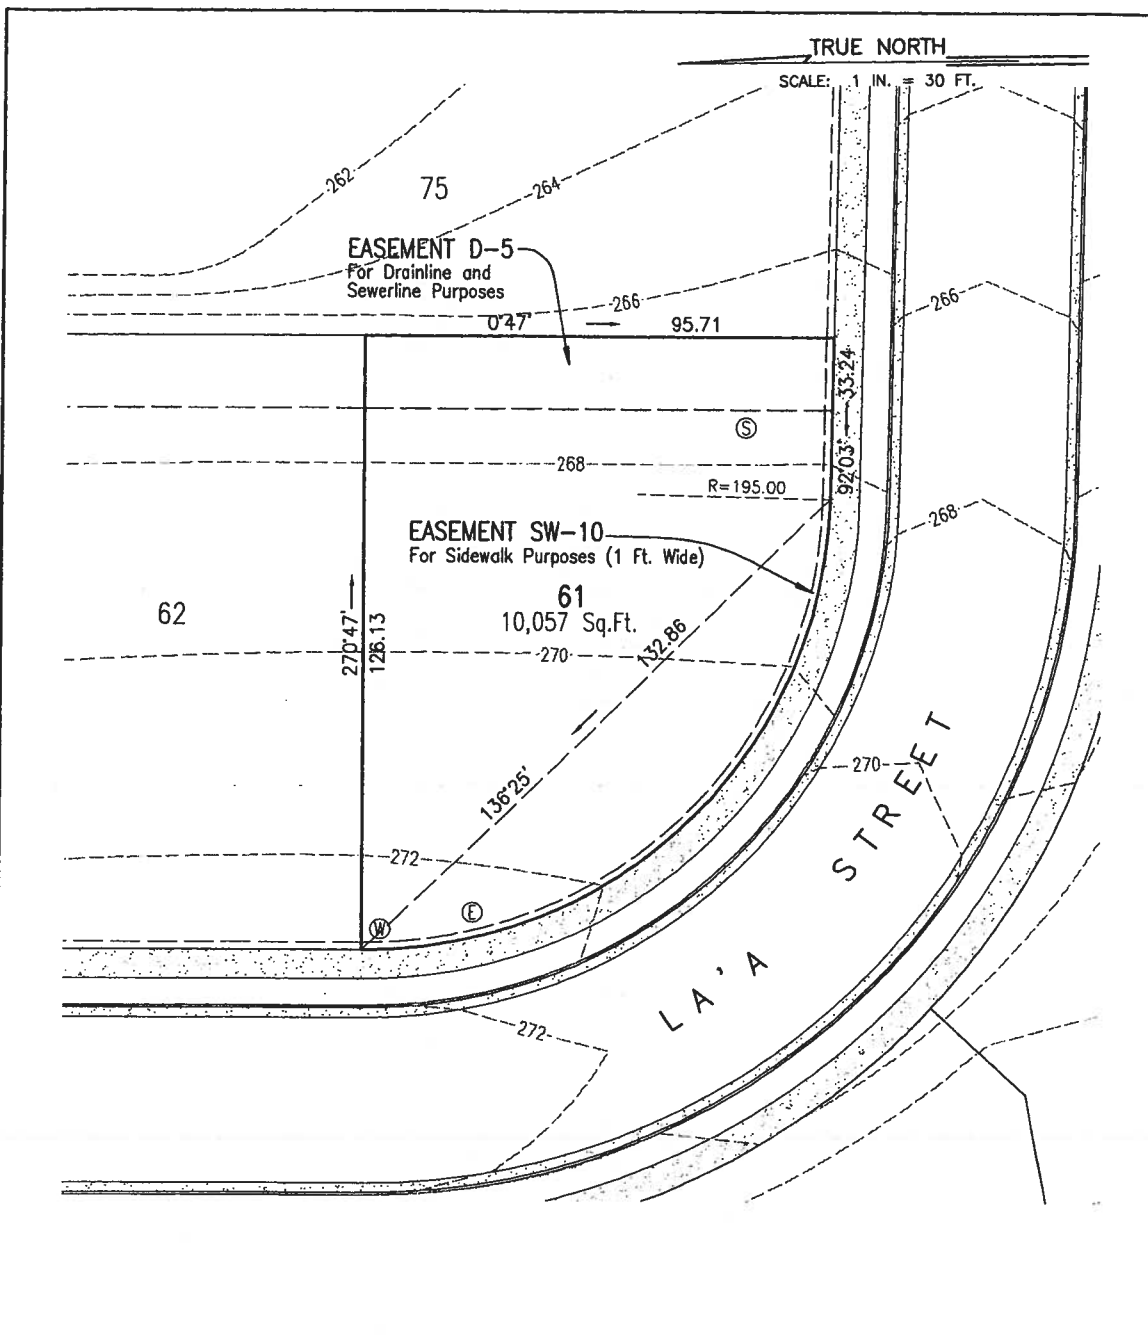 TRUE NORTH
SCALE: 1 IN. = 30 FT.
262
75
264
EASEMENT D-5
For Drainline and
Sewerline Purposes
266
266
0°47' 95.71
33.24
92°03'
S
268
R=195.00
268
EASEMENT SW-10
For Sidewalk Purposes (1 Ft. Wide)
61
10,057 Sq.Ft.
62
270°47'
126.13
132.86
270
270
136°25'
272
W
E
LA'A STREET
272